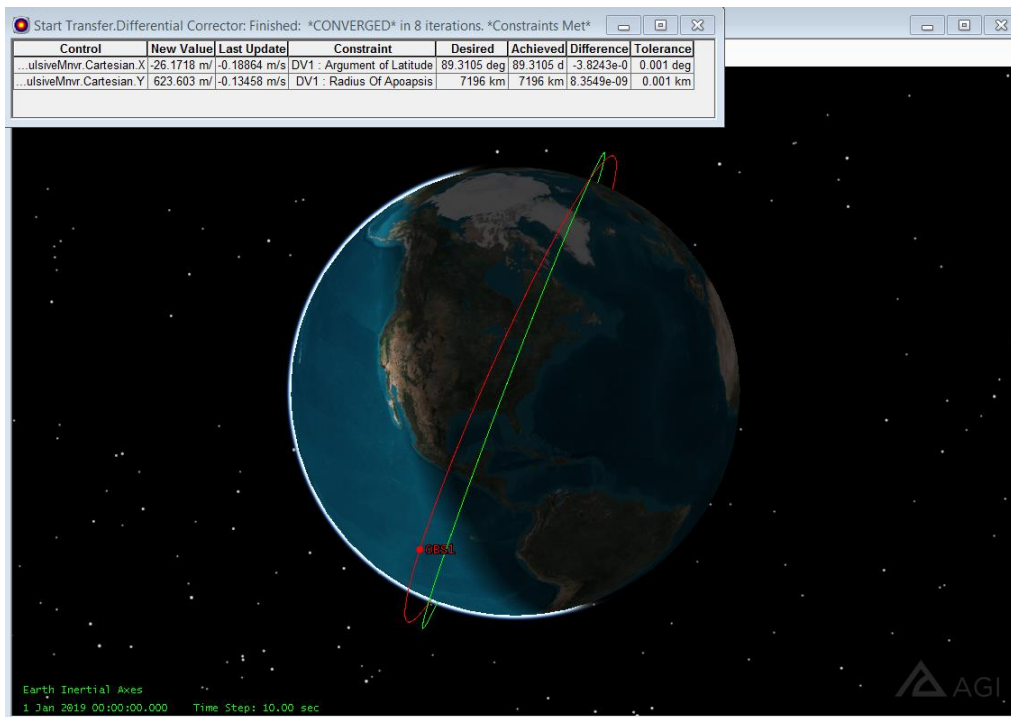 Start Transfer.Differential Corrector: Finished: *CONVERGED* in 8 iterations. *Constraints Met*
Control New Value Last Update Constraint Desired Achieved Difference Tolerance
...ulsiveMnvr.Cartesian.X -26.1718 m/ -0.18864 m/s DV1 : Argument of Latitude 89.3105 deg 89.3105 d -3.8243e-0 0.001 deg
...ulsiveMnvr.Cartesian.Y 623.603 m/ -0.13458 m/s DV1 : Radius Of Apoapsis 7196 km 7196 km 8.3549e-09 0.001 km
OBS1
Earth Inertial Axes
1 Jan 2019 00:00:00.000 Time Step: 10.00 sec
AGI